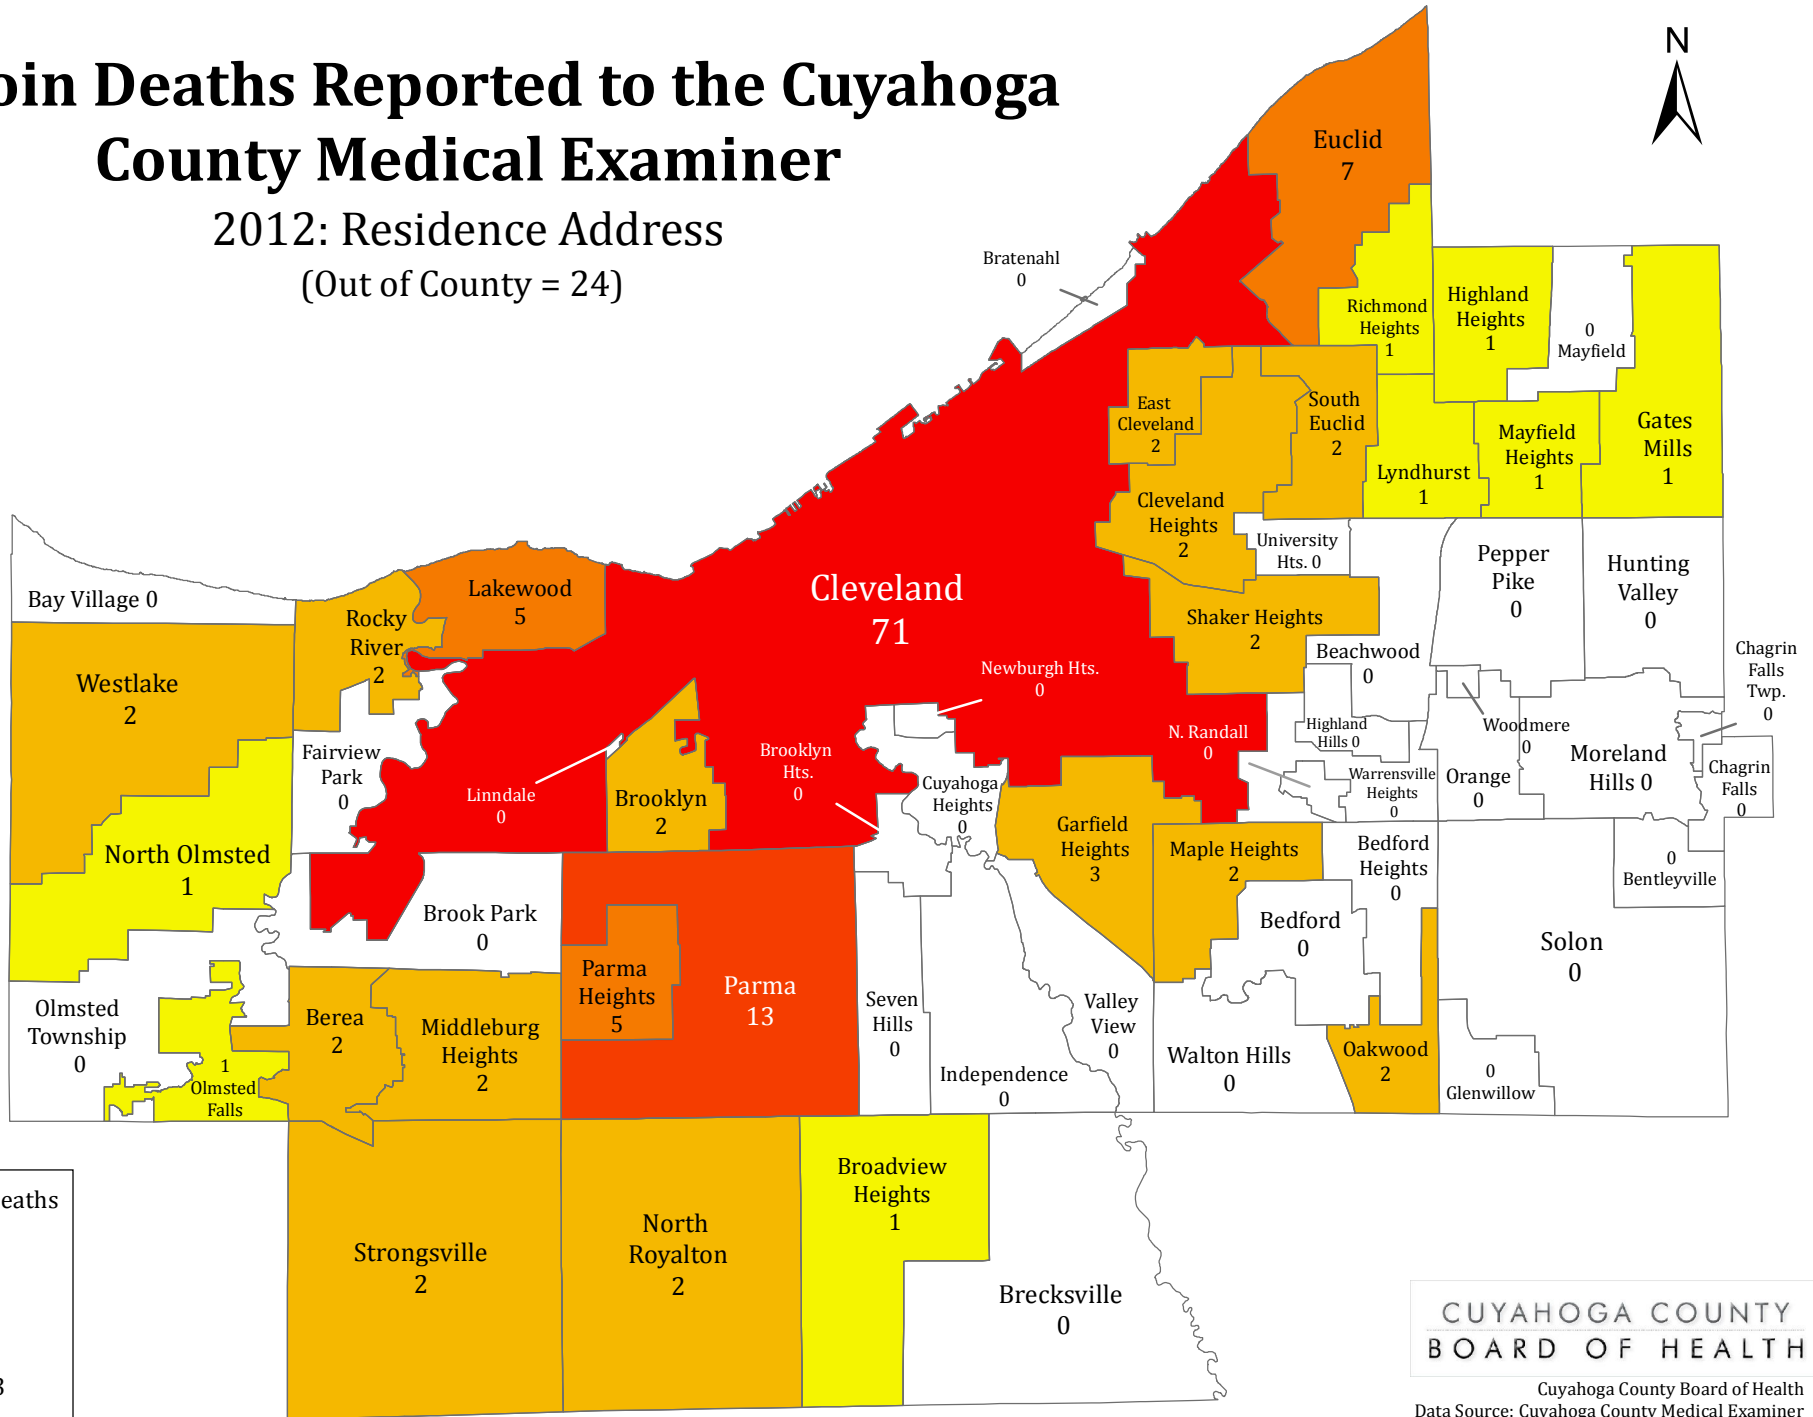 oin Deaths Reported to the Cuyahoga
County Medical Examiner
2012: Residence Address
(Out of County = 24)
N
Euclid
7
Bratenahl
0
Richmond
Heights
1
Highland
Heights
1
0
Mayfield
Gates
Mills
1
East
Cleveland
2
South
Euclid
2
Lyndhurst
1
Mayfield
Heights
1
Cleveland
Heights
2
University
Hts. 0
Pepper
Pike
0
Hunting
Valley
0
Bay Village 0
Rocky
River
2
Lakewood
5
Cleveland
71
Shaker Heights
2
Beachwood
0
Chagrin
Falls
Twp.
0
Westlake
2
Newburgh Hts.
0
N. Randall
0
Highland
Hills 0
Woodmere
0
Moreland
Hills 0
Fairview
Park
0
Linndale
0
Brooklyn
2
Brooklyn
Hts.
0
Cuyahoga
Heights
0
Warrensville
Heights
0
Orange
0
Chagrin
Falls
0
North Olmsted
1
Garfield
Heights
3
Maple Heights
2
Bedford
Heights
0
0
Bentleyville
Brook Park
0
Bedford
0
Solon
0
Olmsted
Township
0
1
Olmsted
Falls
Berea
2
Middleburg
Heights
2
Parma
Heights
5
Parma
13
Seven
Hills
0
Independence
0
Valley
View
0
Walton Hills
0
Oakwood
2
0
Glenwillow
Strongsville
2
North
Royalton
2
Broadview
Heights
1
Brecksville
0
eaths
3
CUYAHOGA COUNTY
BOARD OF HEALTH
Cuyahoga County Board of Health
Data Source: Cuyahoga County Medical Examiner